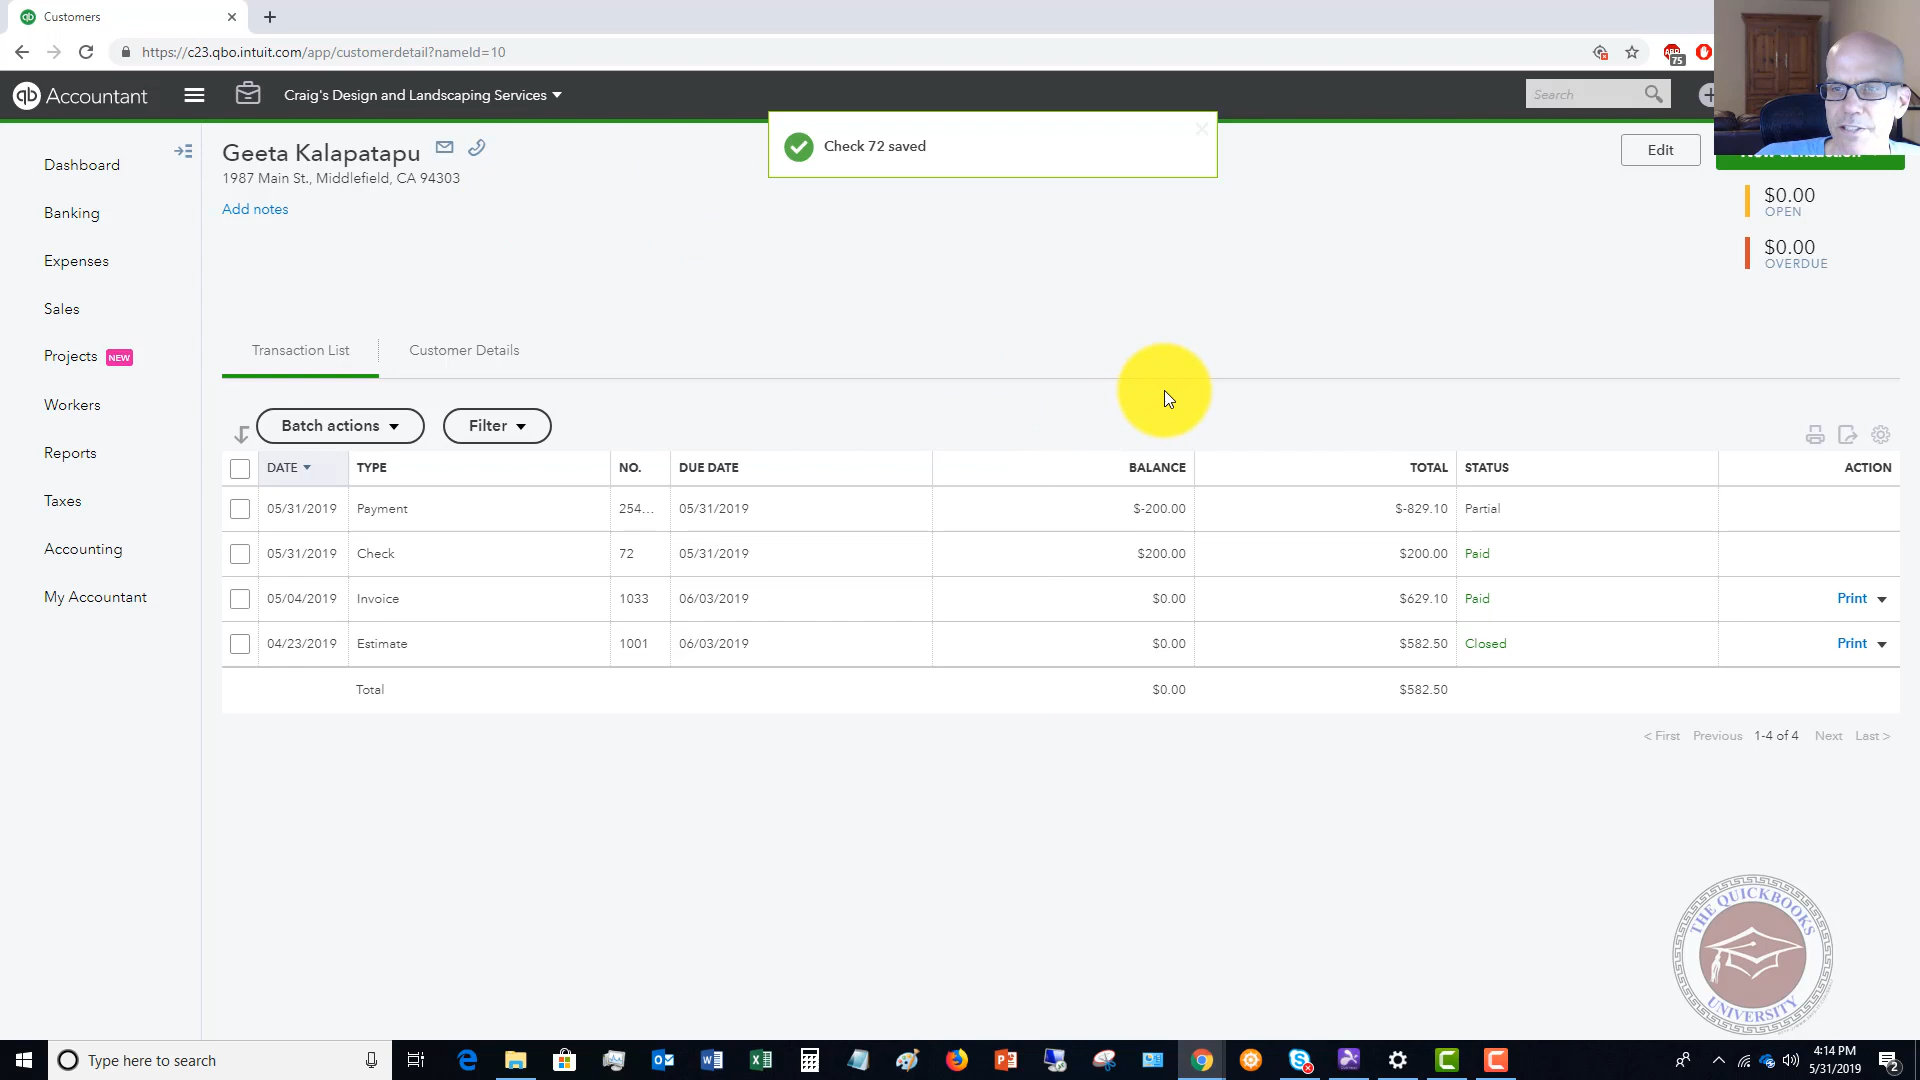 Customers
https://c23.qbo.intuit.com/app/customerdetail?nameId=10
75
qb Accountant
Craig's Design and Landscaping Services
Search
Check 72 saved
Dashboard
Banking
Expenses
Sales
Projects NEW
Workers
Reports
Taxes
Accounting
My Accountant
Geeta Kalapatapu
1987 Main St., Middlefield, CA 94303
Add notes
Edit
$0.00
OPEN
$0.00
OVERDUE
Transaction List Customer Details
Batch actions Filter
DATE TYPE NO. DUE DATE BALANCE TOTAL STATUS ACTION
05/31/2019 Payment 254... 05/31/2019 $-200.00 $-829.10 Partial
05/31/2019 Check 72 05/31/2019 $200.00 $200.00 Paid
05/04/2019 Invoice 1033 06/03/2019 $0.00 $629.10 Paid Print
04/23/2019 Estimate 1001 06/03/2019 $0.00 $582.50 Closed Print
Total $0.00 $582.50
< First Previous 1-4 of 4 Next Last >
THE QUICKBOOKS
UNIVERSITY
Type here to search
4:14 PM
5/31/2019
2